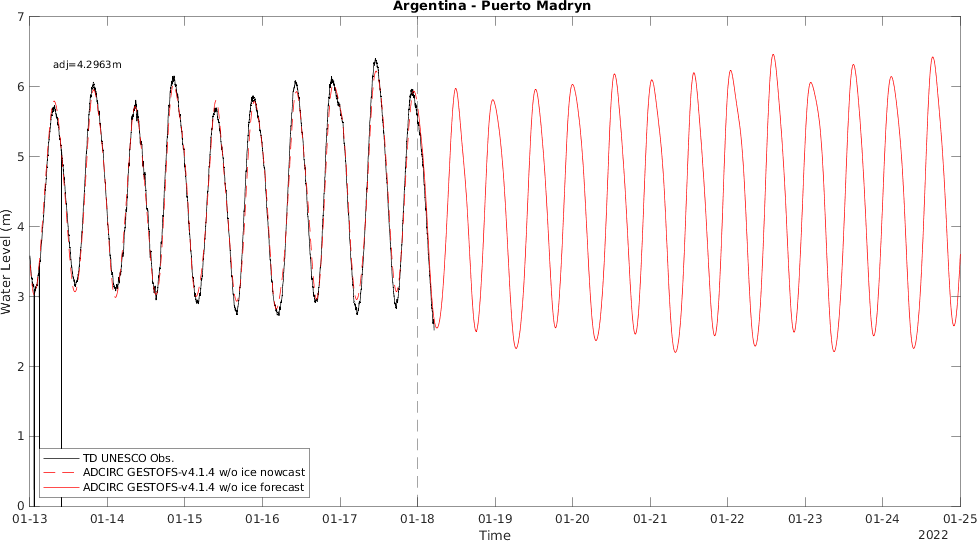 Argentina - Puerto Madryn
7
adj=4.2963m
6
5
4
3
2
1
0
Water Level (m)
TD UNESCO Obs.
ADCIRC GESTOFS-v4.1.4 w/o ice nowcast
ADCIRC GESTOFS-v4.1.4 w/o ice forecast
01-13 01-14 01-15 01-16 01-17 01-18 01-19 01-20 01-21 01-22 01-23 01-24 01-25
Time
2022